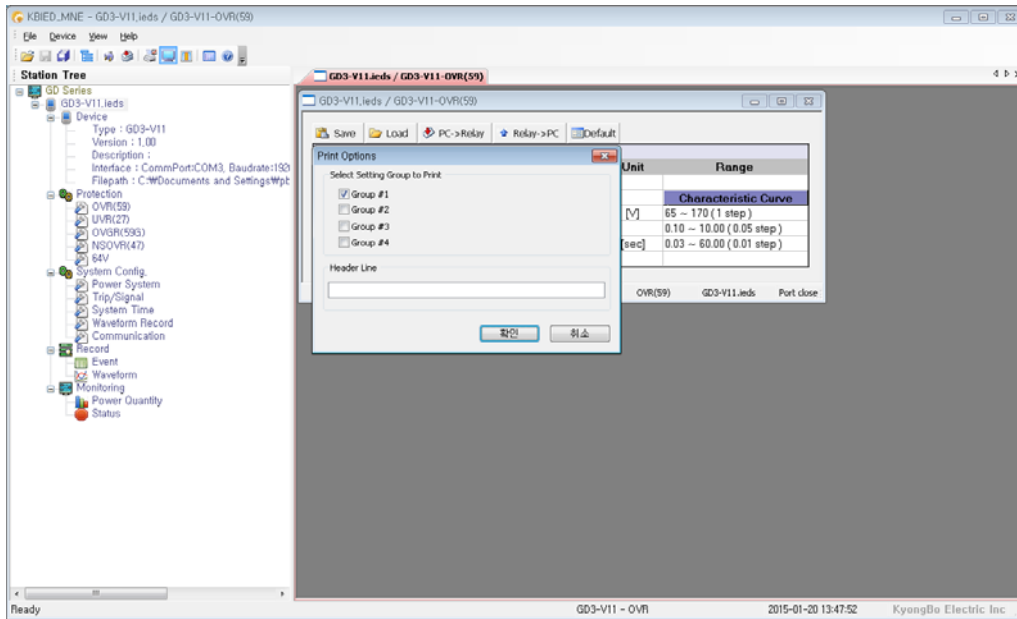 KBIED_MNE - GD3-V11.ieds / GD3-V11-OVR(59)
File Device View Help
Station Tree
GD3-V11.ieds / GD3-V11-OVR(59)
GD Series
GD3-V11.ieds
Device
Type : GD3-V11
Version : 1.00
Description :
Interface : CommPort:COM3, Baudrate:192
Filepath : C:₩Documents and Settings₩pt
Protection
OVR(59)
UVR(27)
OVGR(59G)
NSOVR(47)
64V
System Config.
Power System
Trip/Signal
System Time
Waveform Record
Communication
Record
Event
Waveform
Monitoring
Power Quantity
Status
GD3-V11.ieds / GD3-V11-OVR(59)
Save Load PC->Relay Relay->PC Default
Unit Range
Characteristic Curve
[V] 65 ~ 170 ( 1 step )
0.10 ~ 10.00 ( 0.05 step )
[sec] 0.03 ~ 60.00 ( 0.01 step )
OVR(59) GD3-V11.ieds Port close
Print Options
Select Setting Group to Print
Group #1
Group #2
Group #3
Group #4
Header Line
확인 취소
Ready GD3-V11 - OVR 2015-01-20 13:47:52 KyongBo Electric Inc